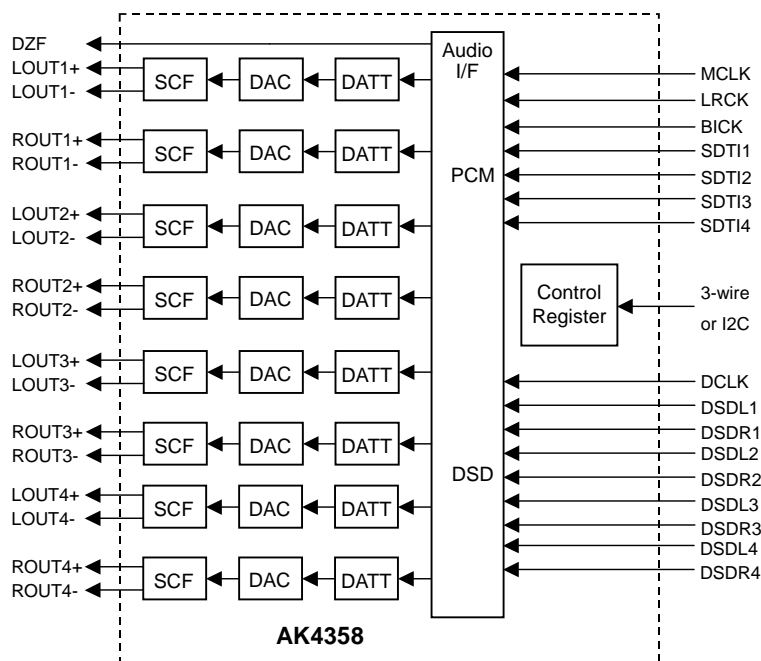 DZF
LOUT1+
LOUT1-
SCF
DAC
DATT
ROUT1+
ROUT1-
SCF
DAC
DATT
LOUT2+
LOUT2-
SCF
DAC
DATT
ROUT2+
ROUT2-
SCF
DAC
DATT
LOUT3+
LOUT3-
SCF
DAC
DATT
ROUT3+
ROUT3-
SCF
DAC
DATT
LOUT4+
LOUT4-
SCF
DAC
DATT
ROUT4+
ROUT4-
SCF
DAC
DATT
Audio
I/F
PCM
DSD
MCLK
LRCK
BICK
SDTI1
SDTI2
SDTI3
SDTI4
Control
Register
3-wire
or I2C
DCLK
DSDL1
DSDR1
DSDL2
DSDR2
DSDL3
DSDR3
DSDL4
DSDR4
AK4358